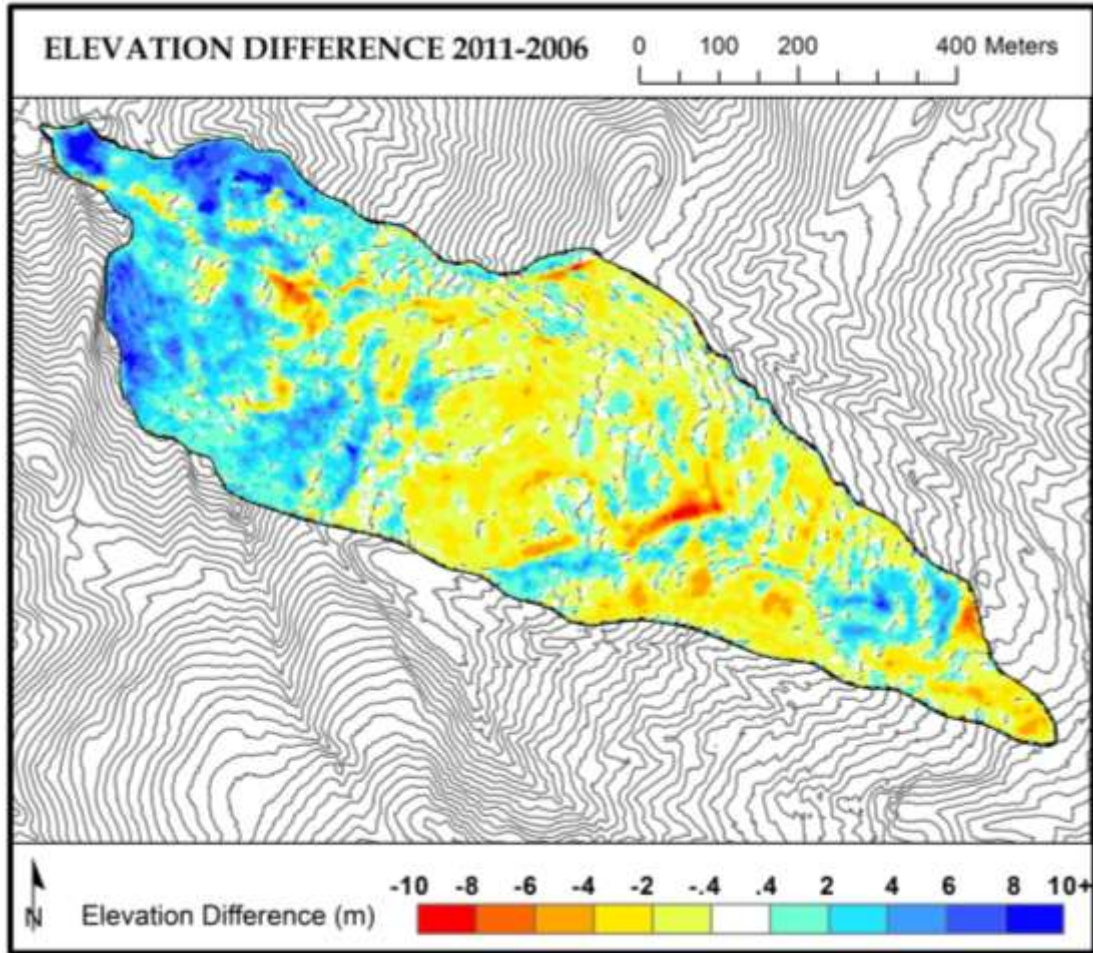 ELEVATION DIFFERENCE 2011-2006
0 100 200 400 Meters
-10 -8 -6 -4 -2 -.4 .4 2 4 6 8 10+
N
Elevation Difference (m)